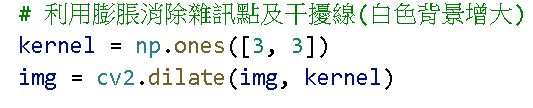 # 利用膨脹消除雜訊點及干擾線(白色背景增大)
kernel = np.ones([3, 3])
img = cv2.dilate(img, kernel)